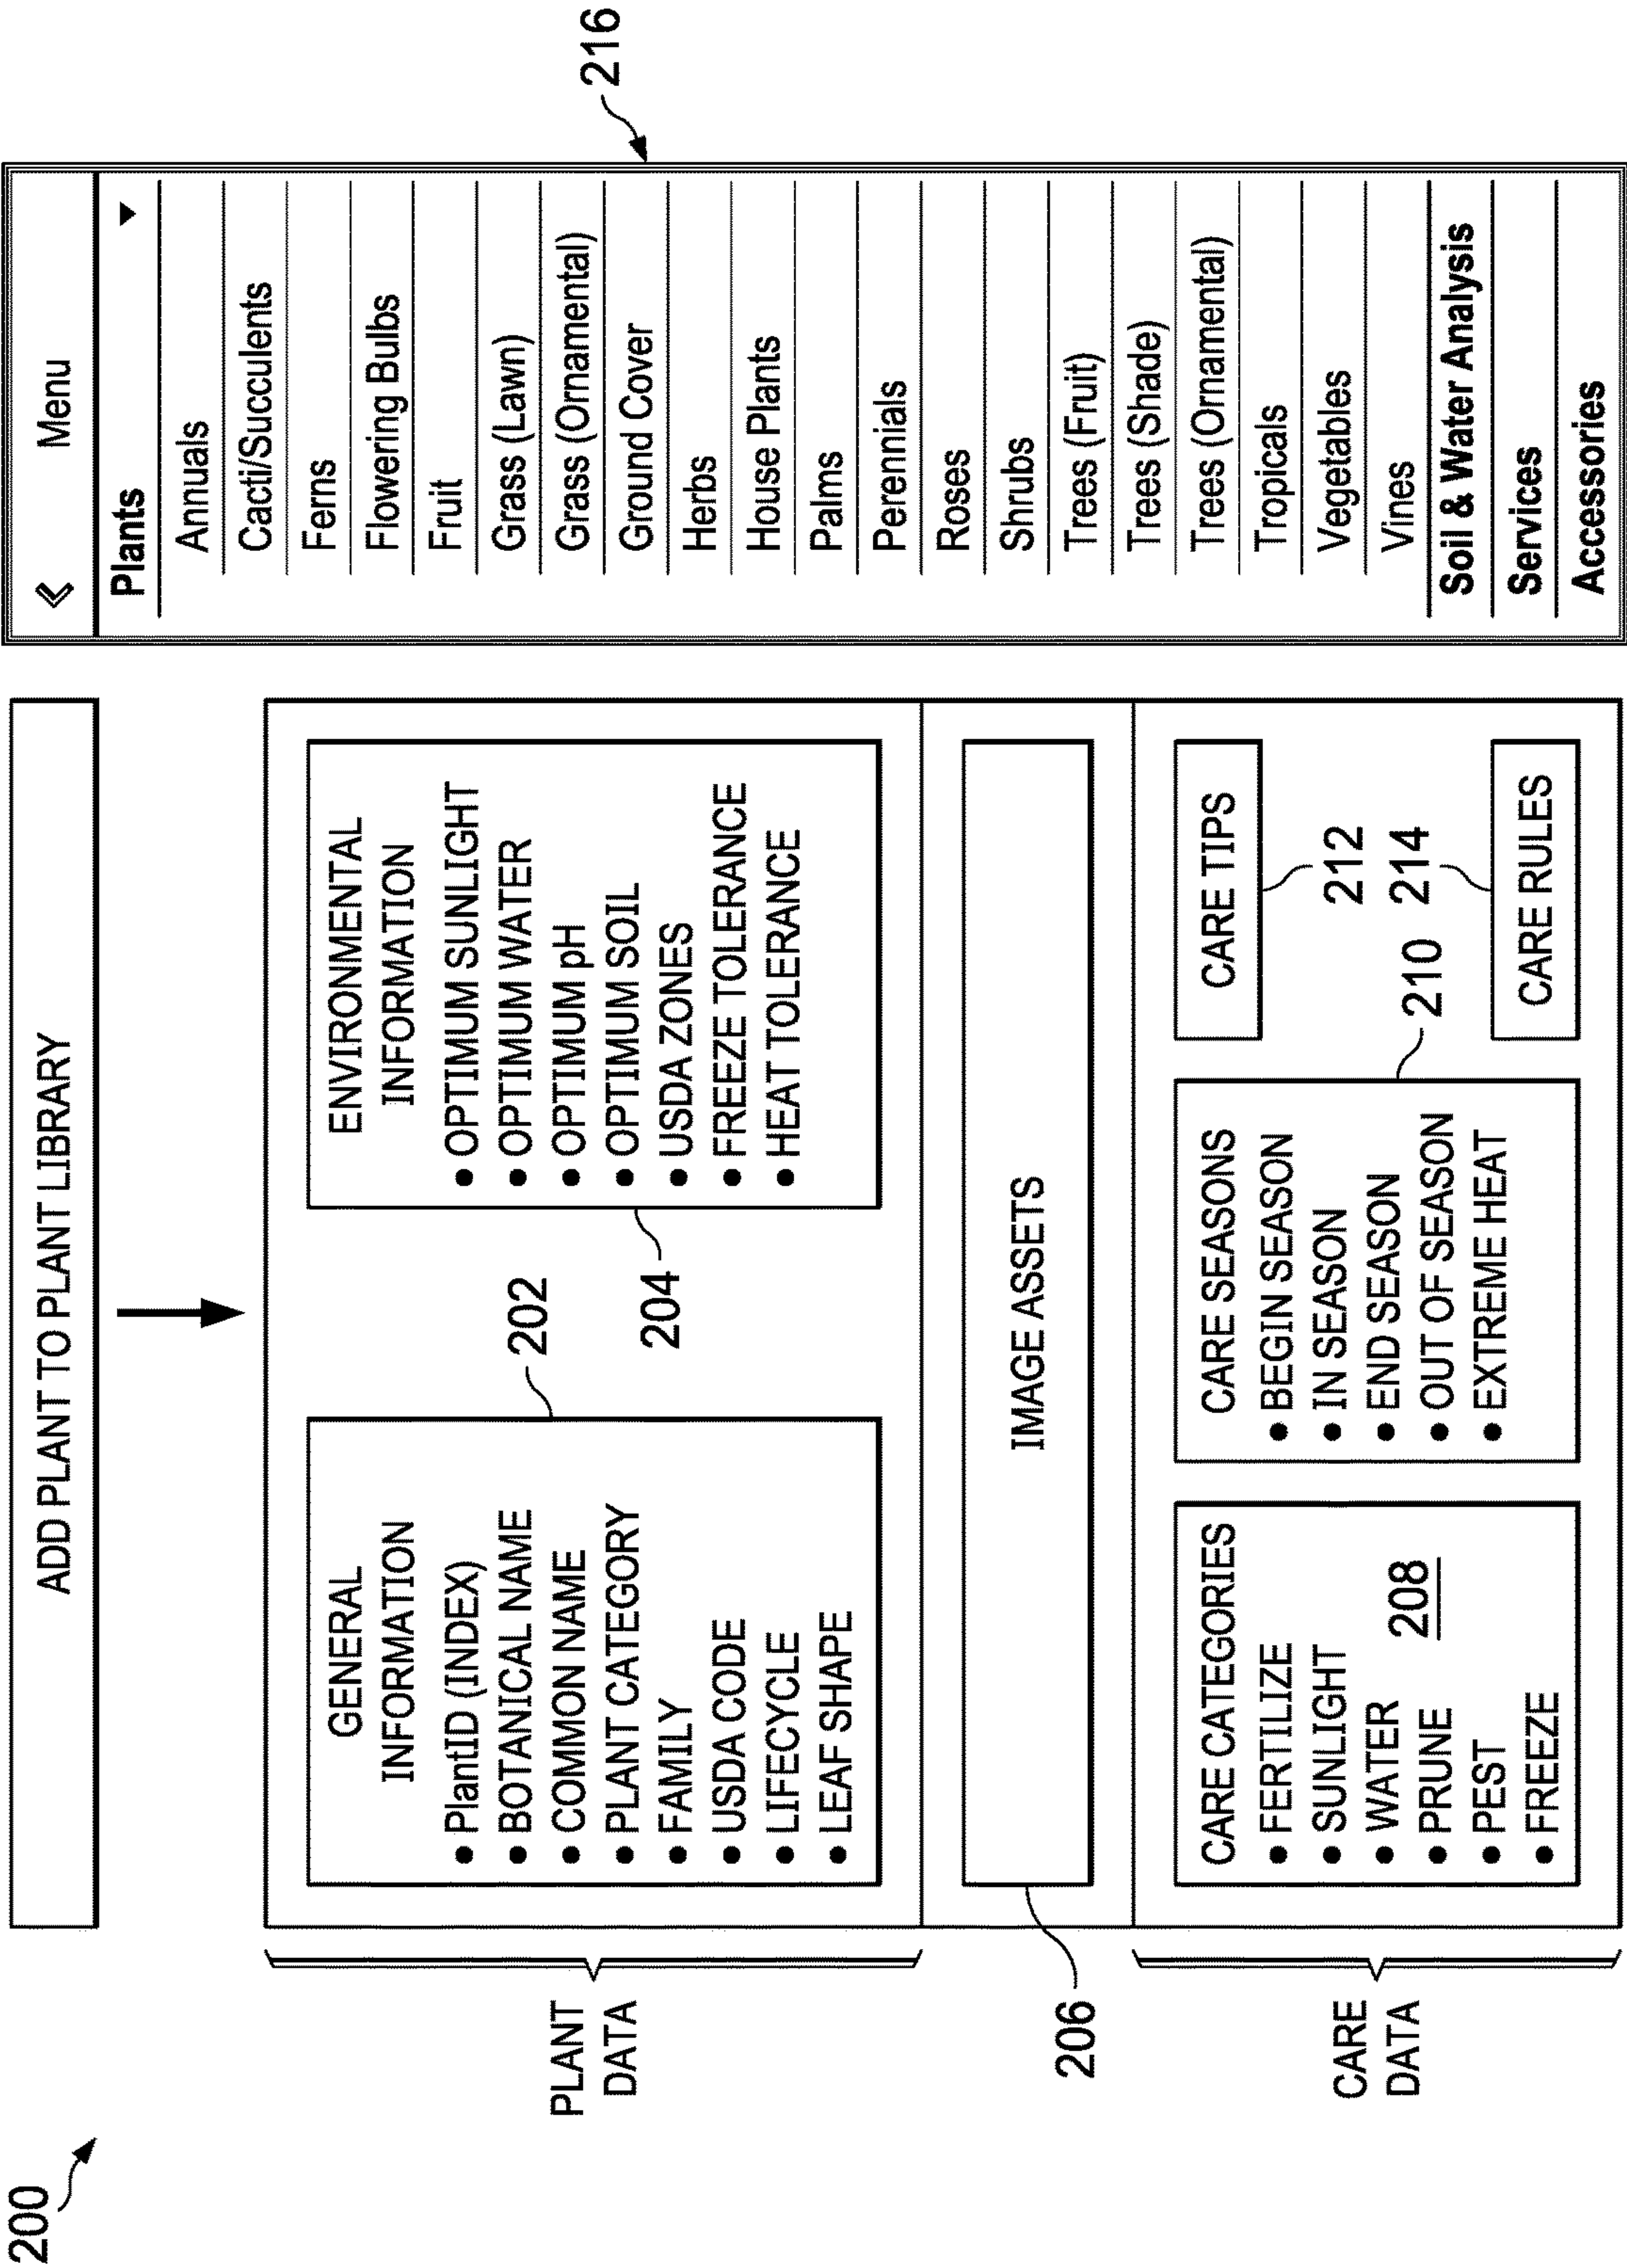 200
ADD PLANT TO PLANT LIBRARY
PLANT
DATA
GENERAL
INFORMATION
● PlantID (INDEX)
● BOTANICAL NAME
● COMMON NAME
● PLANT CATEGORY
● FAMILY
● USDA CODE
● LIFECYCLE
● LEAF SHAPE
202
ENVIRONMENTAL
INFORMATION
● OPTIMUM SUNLIGHT
● OPTIMUM WATER
● OPTIMUM pH
● OPTIMUM SOIL
● USDA ZONES
● FREEZE TOLERANCE
● HEAT TOLERANCE
204
IMAGE ASSETS
206
CARE
DATA
CARE CATEGORIES
● FERTILIZE
● SUNLIGHT
● WATER
● PRUNE
● PEST
● FREEZE
208
CARE SEASONS
● BEGIN SEASON
● IN SEASON
● END SEASON
● OUT OF SEASON
● EXTREME HEAT
210
CARE TIPS
212
214
CARE RULES
Menu
Plants
Annuals
Cacti/Succulents
Ferns
Flowering Bulbs
Fruit
Grass (Lawn)
Grass (Ornamental)
Ground Cover
Herbs
House Plants
Palms
Perennials
Roses
Shrubs
Trees (Fruit)
Trees (Shade)
Trees (Ornamental)
Tropicals
Vegetables
Vines
Soil & Water Analysis
Services
Accessories
216